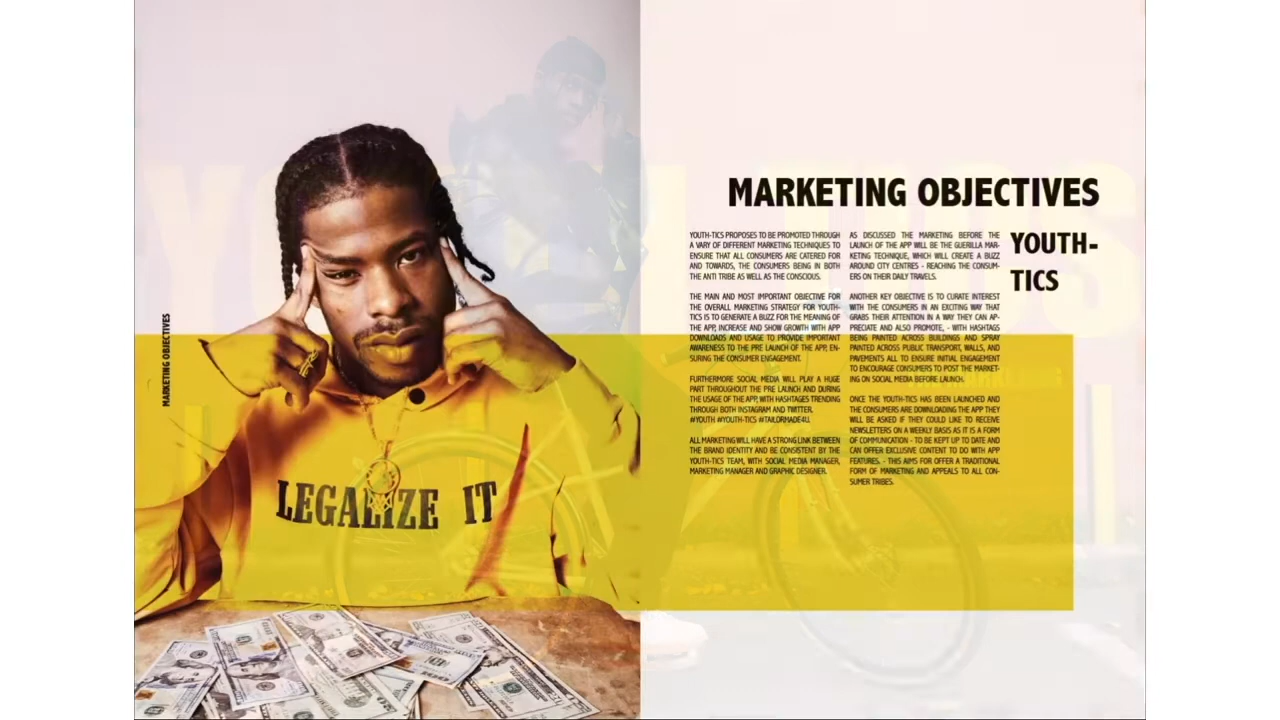 MARKETING OBJECTIVES
LEGALIZE IT
MARKETING OBJECTIVES
YOUTH-
TICS
YOUTH-TICS PROPOSES TO BE PROMOTED THROUGH
A VARY OF DIFFERENT MARKETING TECHNIQUES TO
ENSURE THAT ALL CONSUMERS ARE CATERED FOR
AND TOWARDS, THE CONSUMERS BEING IN BOTH
THE ANTI TRIBE AS WELL AS THE CONSCIOUS.
THE MAIN AND MOST IMPORTANT OBJECTIVE FOR
THE OVERALL MARKETING STRATEGY FOR YOUTH-
TICS IS TO GENERATE A BUZZ FOR THE MEANING OF
THE APP, INCREASE AND SHOW GROWTH WITH APP
DOWNLOADS AND USAGE TO PROVIDE IMPORTANT
AWARENESS TO THE PRE LAUNCH OF THE APP, EN-
SURING THE CONSUMER ENGAGEMENT.
FURTHERMORE SOCIAL MEDIA WILL PLAY A HUGE
PART THROUGHOUT THE PRE LAUNCH AND DURING
THE USAGE OF THE APP, WITH HASHTAGES TRENDING
THROUGH BOTH INSTAGRAM AND TWITTER.
#YOUTH #YOUTH-TICS #TAILORMADE4U.
ALL MARKETING WILL HAVE A STRONG LINK BETWEEN
THE BRAND IDENTITY AND BE CONSISTENT BY THE
YOUTH-TICS TEAM, WITH SOCIAL MEDIA MANAGER,
MARKETING MANAGER AND GRAPHIC DESIGNER.
AS DISCUSSED THE MARKETING BEFORE THE
LAUNCH OF THE APP WILL BE THE GUERILLA MAR-
KETING TECHNIQUE, WHICH WILL CREATE A BUZZ
AROUND CITY CENTRES - REACHING THE CONSUM-
ERS ON THEIR DAILY TRAVELS.
ANOTHER KEY OBJECTIVE IS TO CURATE INTEREST
WITH THE CONSUMERS IN AN EXCITING WAY THAT
GRABS THEIR ATTENTION IN A WAY THEY CAN AP-
PRECIATE AND ALSO PROMOTE, - WITH HASHTAGS
BEING PAINTED ACROSS BUILDINGS AND SPRAY
PAINTED ACROSS PUBLIC TRANSPORT, WALLS, AND
PAVEMENTS ALL TO ENSURE INITIAL ENGAGEMENT
TO ENCOURAGE CONSUMERS TO POST THE MARKET-
ING ON SOCIAL MEDIA BEFORE LAUNCH.
ONCE THE YOUTH-TICS HAS BEEN LAUNCHED AND
THE CONSUMERS ARE DOWNLOADING THE APP THEY
WILL BE ASKED IF THEY COULD LIKE TO RECEIVE
NEWSLETTERS ON A WEEKLY BASIS AS IT IS A FORM
OF COMMUNICATION - TO BE KEPT UP TO DATE AND
CAN OFFER EXCLUSIVE CONTENT TO DO WITH APP
FEATURES. - THIS AIMS FOR OFFER A TRADITIONAL
FORM OF MARKETING AND APPEALS TO ALL CON-
SUMER TRIBES.